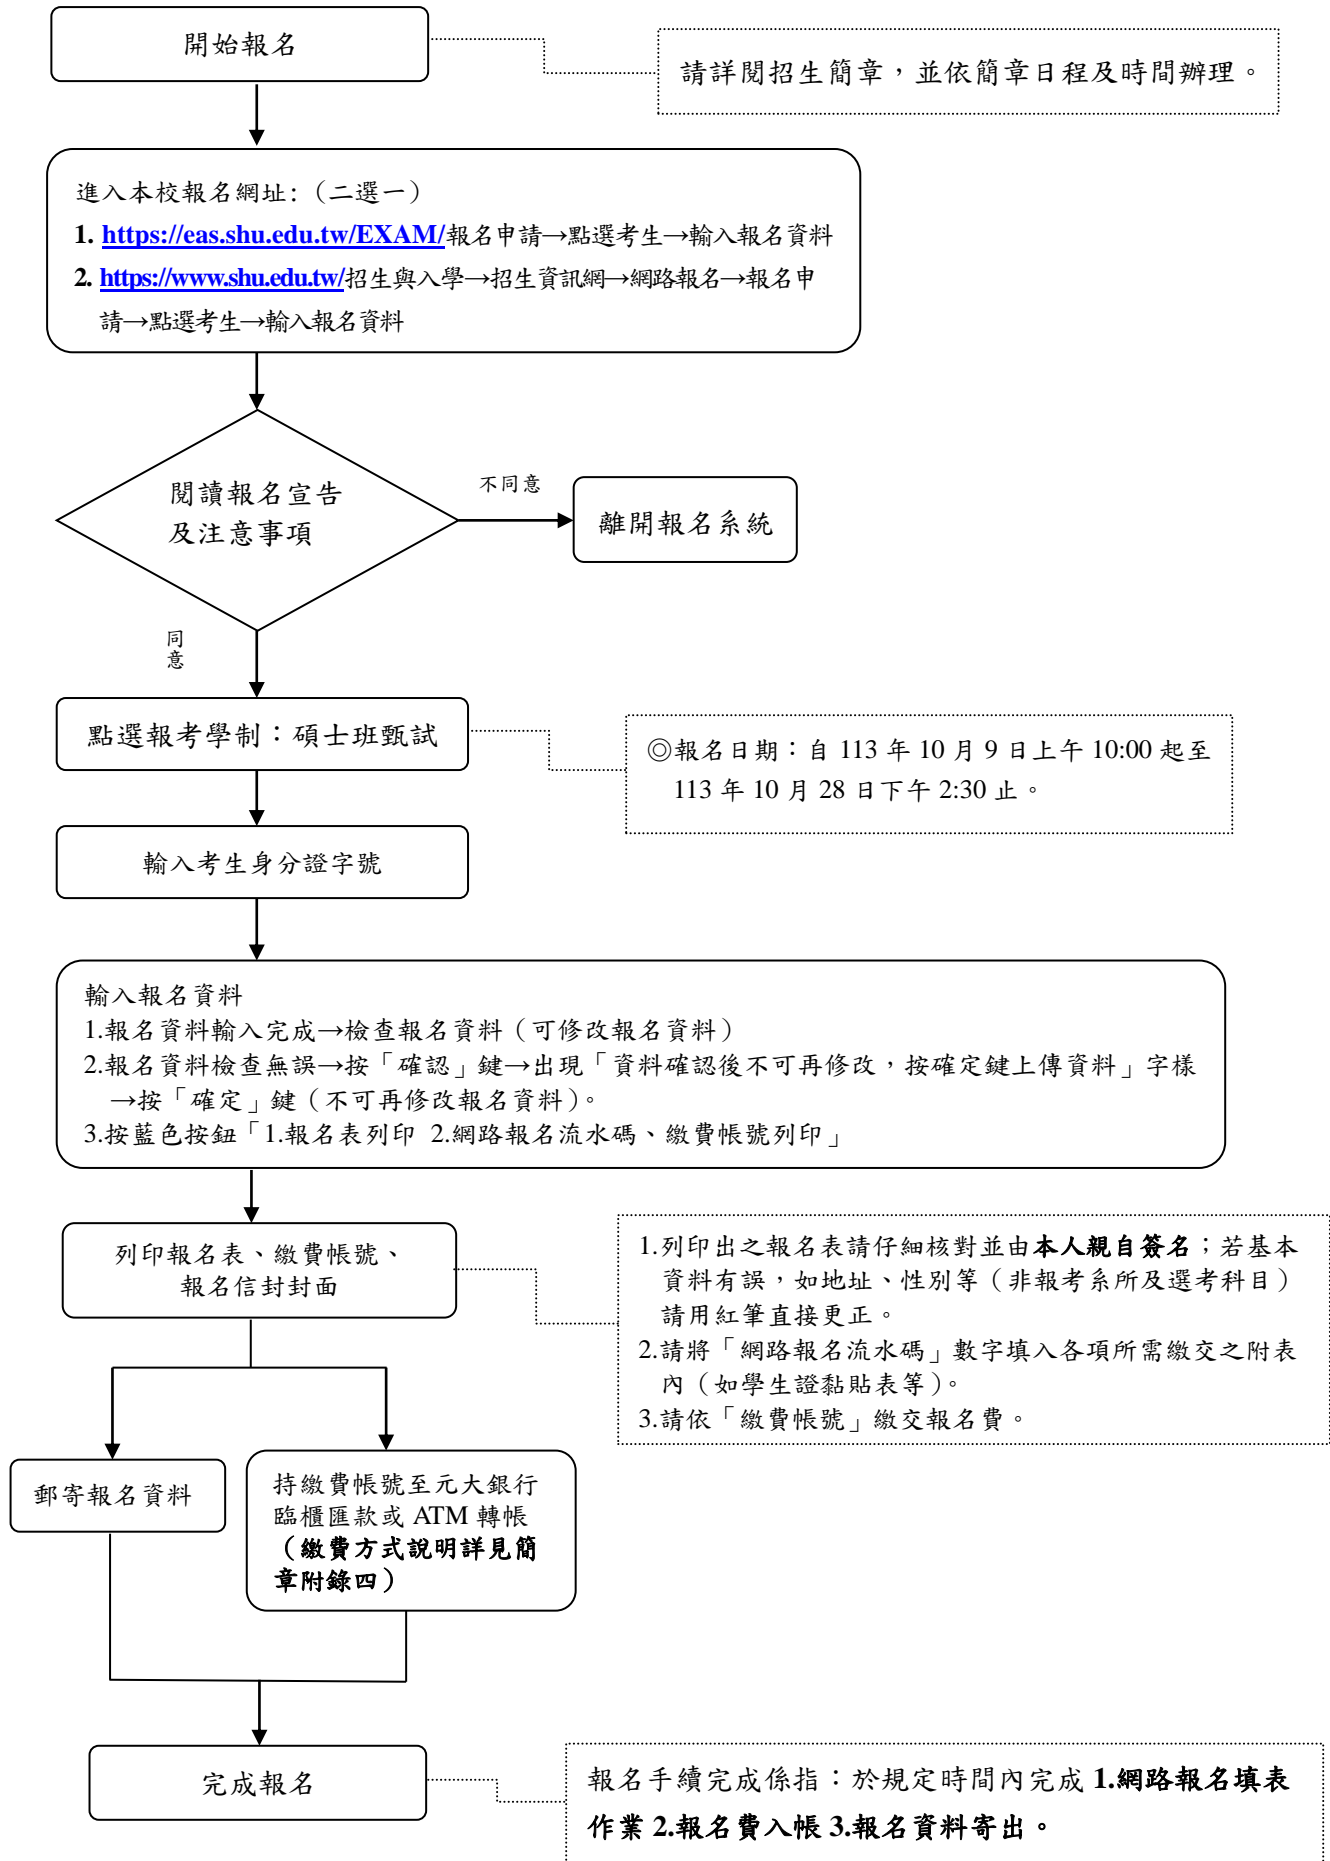 開始報名
請詳閱招生簡章，並依簡章日程及時間辦理。
進入本校報名網址:（二選一）
1. https://eas.shu.edu.tw/EXAM/報名申請→點選考生→輸入報名資料
2. https://www.shu.edu.tw/招生與入學→招生資訊網→網路報名→報名申
請→點選考生→輸入報名資料
閱讀報名宣告
及注意事項
不同意
離開報名系統
同
意
點選報考學制：碩士班甄試
◎報名日期：自 113 年 10 月 9 日上午 10:00 起至
113 年 10 月 28 日下午 2:30 止。
輸入考生身分證字號
輸入報名資料
1.報名資料輸入完成→檢查報名資料（可修改報名資料）
2.報名資料檢查無誤→按「確認」鍵→出現「資料確認後不可再修改，按確定鍵上傳資料」字樣
→按「確定」鍵（不可再修改報名資料）。
3.按藍色按鈕「1.報名表列印 2.網路報名流水碼、繳費帳號列印」
列印報名表、繳費帳號、
報名信封封面
1.列印出之報名表請仔細核對並由本人親自簽名；若基本
資料有誤，如地址、性別等（非報考系所及選考科目）
請用紅筆直接更正。
2.請將「網路報名流水碼」數字填入各項所需繳交之附表
內（如學生證黏貼表等）。
3.請依「繳費帳號」繳交報名費。
郵寄報名資料
持繳費帳號至元大銀行
臨櫃匯款或 ATM 轉帳
（繳費方式說明詳見簡
章附錄四）
完成報名
報名手續完成係指：於規定時間內完成 1.網路報名填表
作業 2.報名費入帳 3.報名資料寄出。